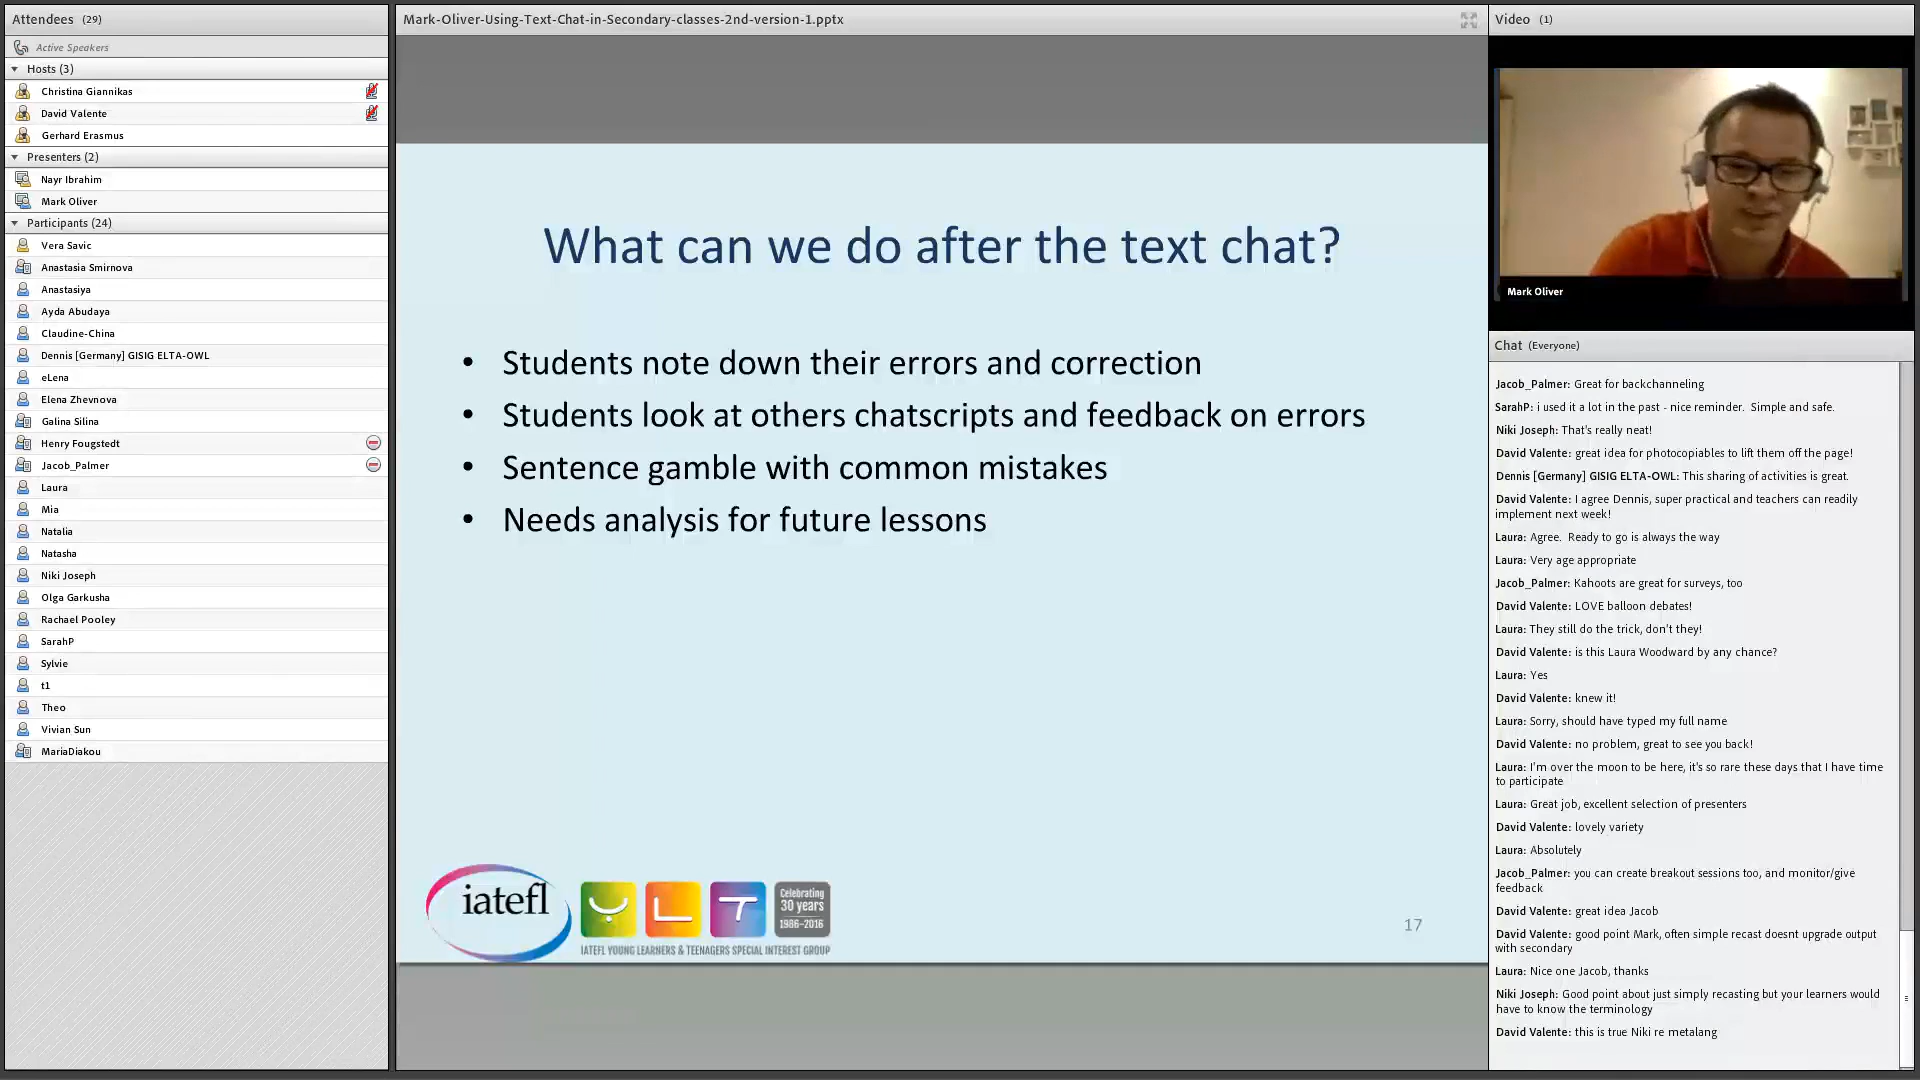 Attendees (29)
Active Speakers
Hosts (3)
Christina Giannikas
David Valente
Gerhard Erasmus
Presenters (2)
Nayr Ibrahim
Mark Oliver
Participants (24)
Vera Savic
Anastasia Smirnova
Anastasiya
Ayda Abudaya
Claudine-China
Dennis [Germany] GISIG ELTA-OWL
eLena
Elena Zhevnova
Galina Silina
Henry Fougstedt
Jacob_Palmer
Laura
Mia
Natalia
Natasha
Niki Joseph
Olga Garkusha
Rachael Pooley
SarahP
Sylvie
t1
Theo
Vivian Sun
MariaDiakou
Mark-Oliver-Using-Text-Chat-in-Secondary-classes-2nd-version-1.pptx
What can we do after the text chat?
• Students note down their errors and correction
• Students look at others chatscripts and feedback on errors
• Sentence gamble with common mistakes
• Needs analysis for future lessons
iatefl
YLT
Celebrating
30 years
1986-2016
IATEFL YOUNG LEARNERS & TEENAGERS SPECIAL INTEREST GROUP
17
Video (1)
Mark Oliver
Chat (Everyone)
Jacob_Palmer: Great for backchanneling
SarahP: i used it a lot in the past - nice reminder. Simple and safe.
Niki Joseph: That's really neat!
David Valente: great idea for photocopiables to lift them off the page!
Dennis [Germany] GISIG ELTA-OWL: This sharing of activities is great.
David Valente: I agree Dennis, super practical and teachers can readily
implement next week!
Laura: Agree. Ready to go is always the way
Laura: Very age appropriate
Jacob_Palmer: Kahoots are great for surveys, too
David Valente: LOVE balloon debates!
Laura: They still do the trick, don't they!
David Valente: is this Laura Woodward by any chance?
Laura: Yes
David Valente: knew it!
Laura: Sorry, should have typed my full name
David Valente: no problem, great to see you back!
Laura: I'm over the moon to be here, it's so rare these days that I have time
to participate
Laura: Great job, excellent selection of presenters
David Valente: lovely variety
Laura: Absolutely
Jacob_Palmer: you can create breakout sessions too, and monitor/give
feedback
David Valente: great idea Jacob
David Valente: good point Mark, often simple recast doesnt upgrade output
with secondary
Laura: Nice one Jacob, thanks
Niki Joseph: Good point about just simply recasting but your learners would
have to know the terminology
David Valente: this is true Niki re metalang